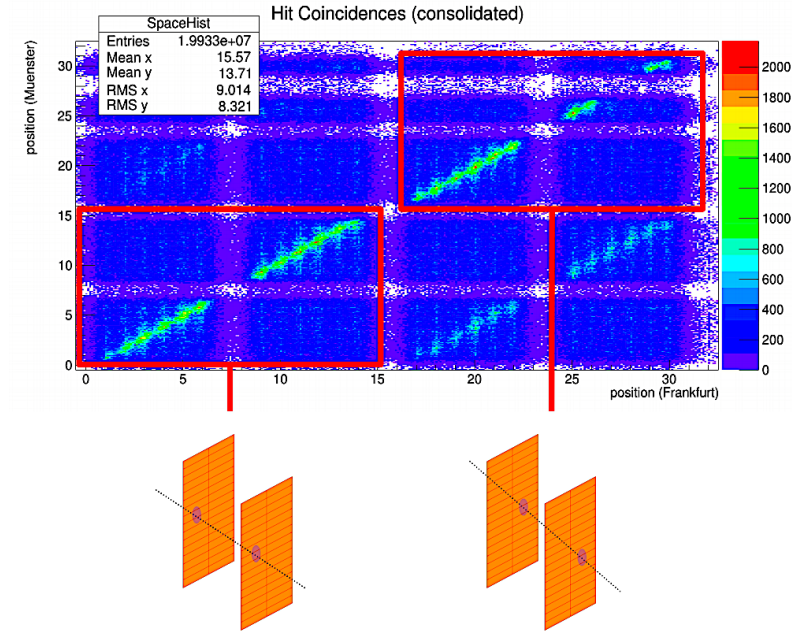 Hit Coincidences (consolidated)
SpaceHist
Entries 1.9933e+07
Mean x 15.57
Mean y 13.71
RMS x 9.014
RMS y 8.321
position (Muenster)
30
25
20
15
10
5
0
0 5 10 15 20 25 30
position (Frankfurt)
2000
1800
1600
1400
1200
1000
800
600
400
200
0